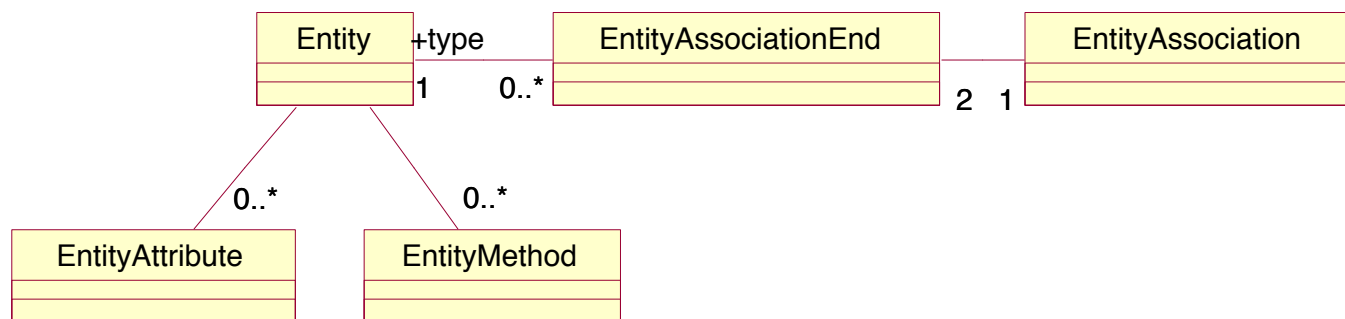 Entity +type EntityAssociationEnd EntityAssociation
1 0..* 2 1
0..* 0..*
EntityAttribute EntityMethod